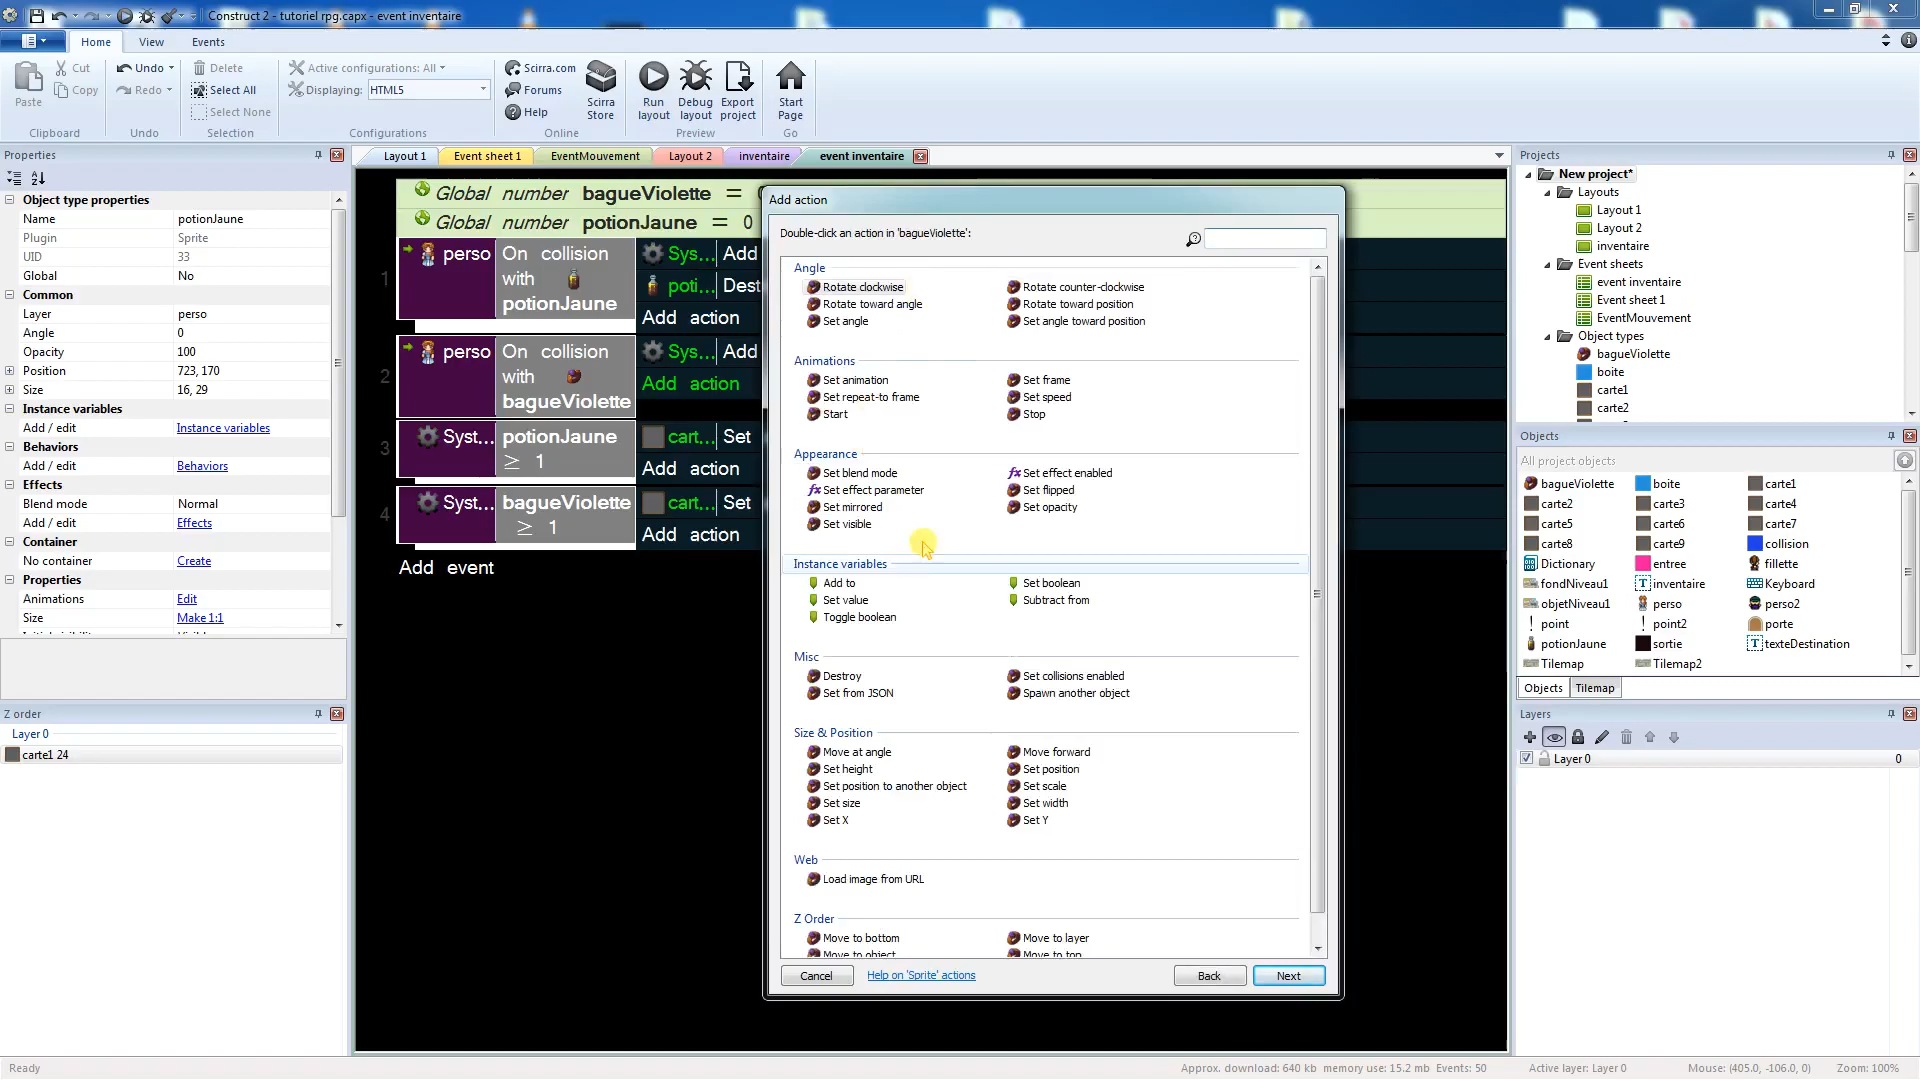 Construct 2 - tutoriel rpg.capx - event inventaire
Home View Events
Paste
Cut
Copy
Clipboard
Undo
Redo
Undo
Delete
Select All
Select None
Selection
Active configurations: All
Displaying: HTML5
Configurations
Scirra.com
Forums
Help
Scirra Store
Online
Run layout
Debug layout
Export project
Preview
Start Page
Go
Properties
Object type properties
Name potionJaune
Plugin Sprite
UID 33
Global No
Common
Layer perso
Angle 0
Opacity 100
Position 723, 170
Size 16, 29
Instance variables
Add / edit Instance variables
Behaviors
Add / edit Behaviors
Effects
Blend mode Normal
Add / edit Effects
Container
No container Create
Properties
Animations Edit
Size Make 1:1
Z order
Layer 0
carte1 24
Layout 1 Event sheet 1 EventMouvement Layout 2 inventaire event inventaire
Global number bagueViolette =
Global number potionJaune = 0
1 perso On collision with potionJaune
Sys... Add
poti... Dest
Add action
2 perso On collision with bagueViolette
Sys... Add
Add action
3 Syst... potionJaune ≥ 1
cart... Set
Add action
4 Syst... bagueViolette ≥ 1
cart... Set
Add action
Add event
Add action
Double-click an action in 'bagueViolette':
Angle
Rotate clockwise Rotate counter-clockwise
Rotate toward angle Rotate toward position
Set angle Set angle toward position
Animations
Set animation Set frame
Set repeat-to frame Set speed
Start Stop
Appearance
Set blend mode Set effect enabled
Set effect parameter Set flipped
Set mirrored Set opacity
Set visible
Instance variables
Add to Set boolean
Set value Subtract from
Toggle boolean
Misc
Destroy Set collisions enabled
Set from JSON Spawn another object
Size & Position
Move at angle Move forward
Set height Set position
Set position to another object Set scale
Set size Set width
Set X Set Y
Web
Load image from URL
Z Order
Move to bottom Move to layer
Move to object Move to top
Cancel Help on 'Sprite' actions Back Next
Projects
New project*
Layouts
Layout 1
Layout 2
inventaire
Event sheets
event inventaire
Event sheet 1
EventMouvement
Object types
bagueViolette
boite
carte1
carte2
Objects
All project objects
bagueViolette boite carte1
carte2 carte3 carte4
carte5 carte6 carte7
carte8 carte9 collision
Dictionary entree fillette
fondNiveau1 inventaire Keyboard
objetNiveau1 perso perso2
point point2 porte
potionJaune sortie texteDestination
Tilemap Tilemap2
Objects Tilemap
Layers
Layer 0 0
Ready
Approx. download: 640 kb memory use: 15.2 mb Events: 50 Active layer: Layer 0 Mouse: (405.0, -106.0, 0) Zoom: 100%